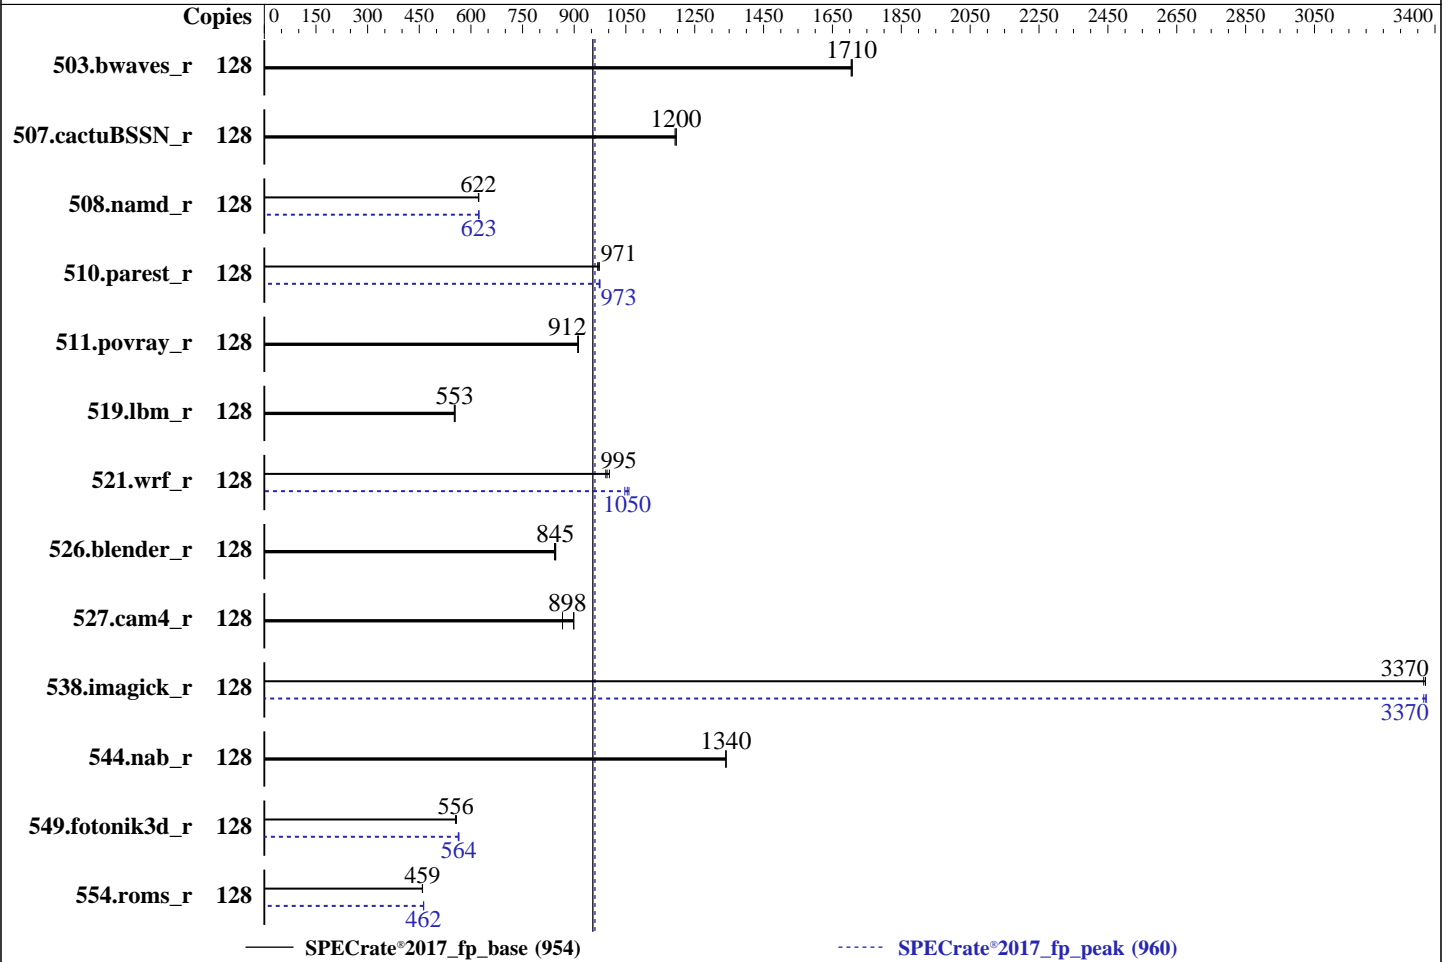 Copies 0 150 300 450 600 750 900 1050 1250 1450 1650 1850 2050 2250 2450 2650 2850 3050 3400
1710
503.bwaves_r 128
1200
507.cactuBSSN_r 128
622
508.namd_r 128
623
971
510.parest_r 128
973
912
511.povray_r 128
553
519.lbm_r 128
995
521.wrf_r 128
1050
845
526.blender_r 128
898
527.cam4_r 128
3370
538.imagick_r 128
3370
1340
544.nab_r 128
556
549.fotonik3d_r 128
564
459
554.roms_r 128
462
SPECrate®2017_fp_base (954) SPECrate®2017_fp_peak (960)